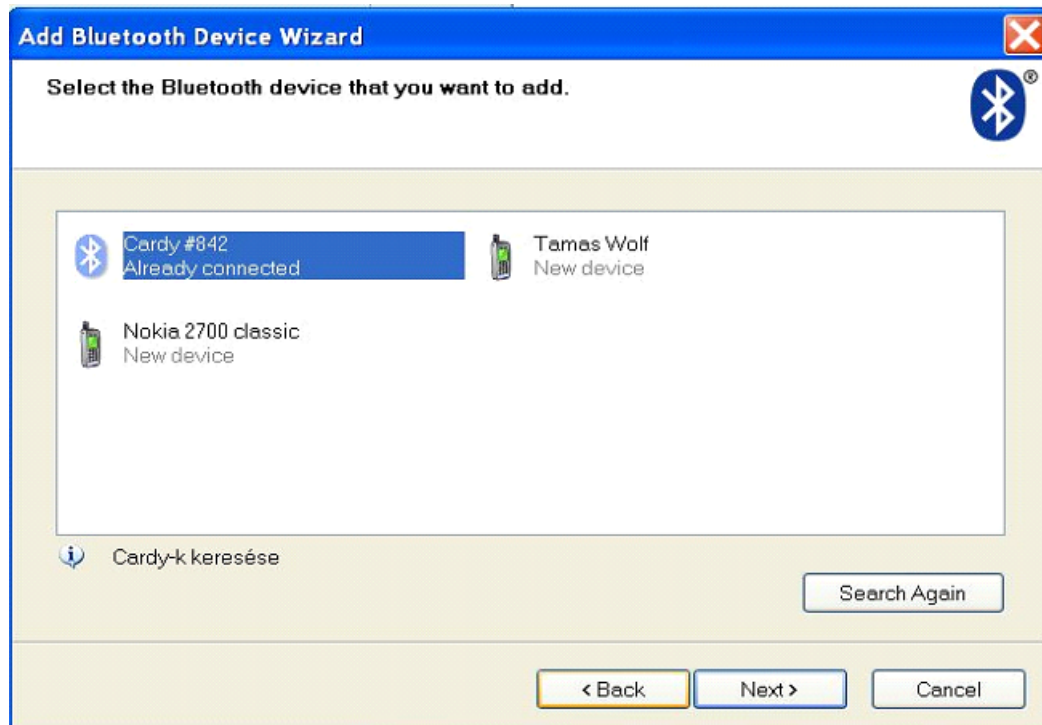 Add Bluetooth Device Wizard
Select the Bluetooth device that you want to add.
®
Cardy #842
Already connected
Tamas Wolf
New device
Nokia 2700 classic
New device
Cardy-k keresése
Search Again
< Back
Next >
Cancel